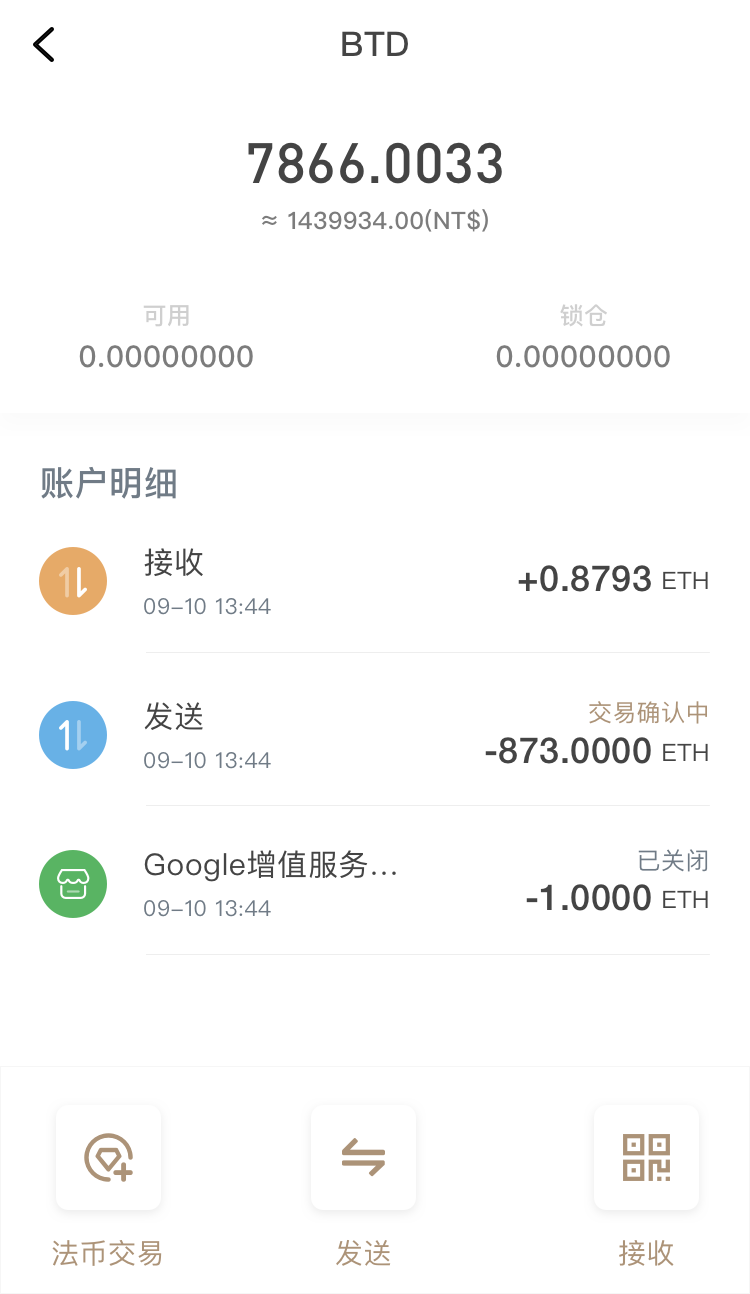 BTD
7866.0033
≈ 1439934.00(NT$)
可用
锁仓
0.00000000
0.00000000
账户明细
接收
+0.8793 ETH
09-10 13:44
发送
交易确认中
-873.0000 ETH
09-10 13:44
Google增值服务...
已关闭
-1.0000 ETH
09-10 13:44
法币交易
发送
接收